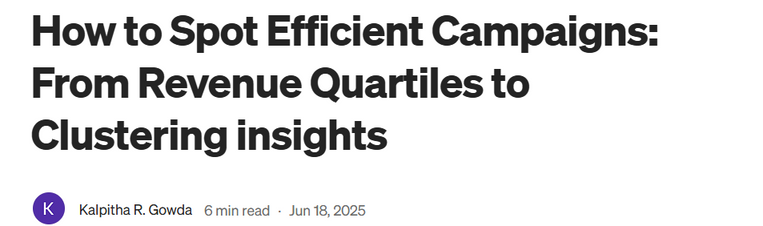 How to Spot Efficient Campaigns:
From Revenue Quartiles to
Clustering insights
K Kalpitha R. Gowda 6 min read · Jun 18, 2025